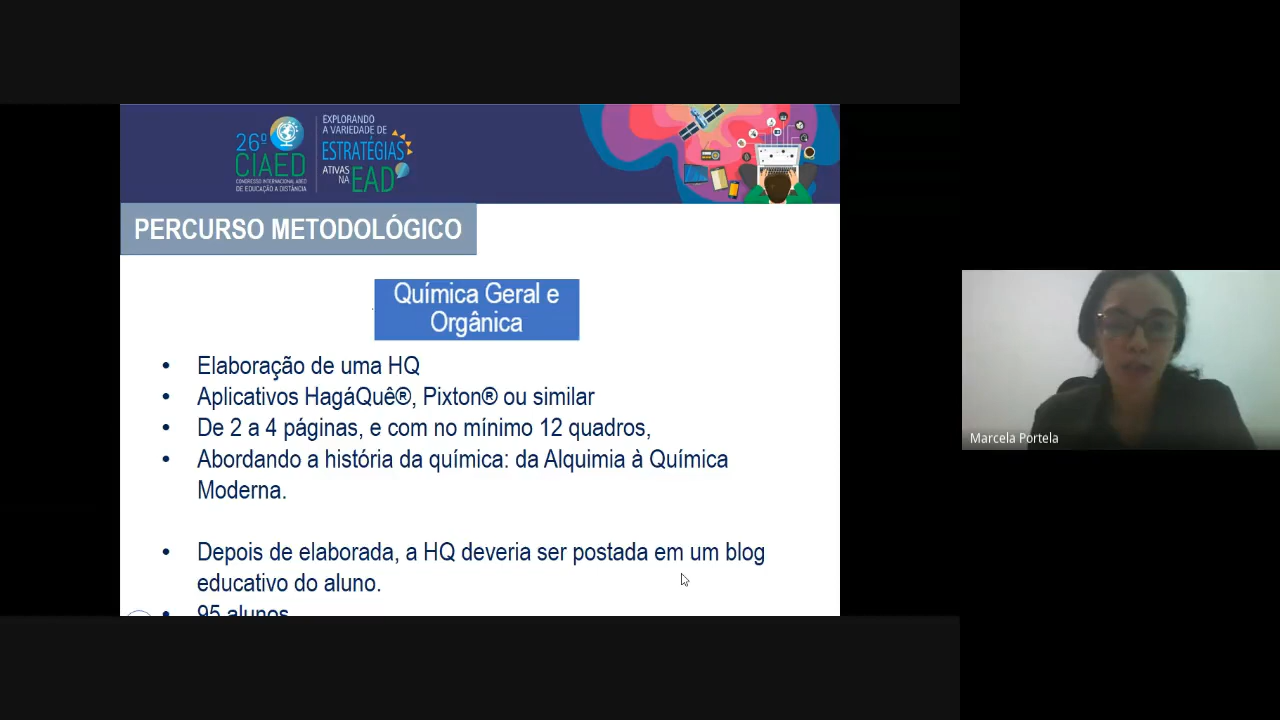 26º
CIAED
CONGRESSO INTERNACIONAL ABED
DE EDUCAÇÃO A DISTÂNCIA
EXPLORANDO
A VARIEDADE DE
ESTRATÉGIAS
ATIVAS
NA
EAD
PERCURSO METODOLÓGICO
Química Geral e
Orgânica
• Elaboração de uma HQ
• Aplicativos HagáQuê®, Pixton® ou similar
• De 2 a 4 páginas, e com no mínimo 12 quadros,
• Abordando a história da química: da Alquimia à Química
Moderna.
• Depois de elaborada, a HQ deveria ser postada em um blog
educativo do aluno.
• 95 alunos
Marcela Portela